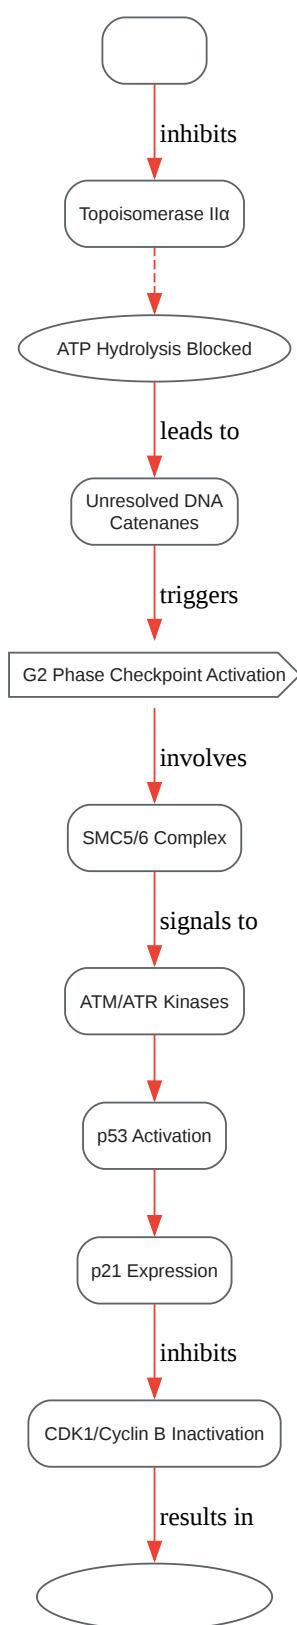 inhibits
Topoisomerase IIα
ATP Hydrolysis Blocked
leads to
Unresolved DNA
Catenanes
triggers
G2 Phase Checkpoint Activation
involves
SMC5/6 Complex
signals to
ATM/ATR Kinases
p53 Activation
p21 Expression
inhibits
CDK1/Cyclin B Inactivation
results in